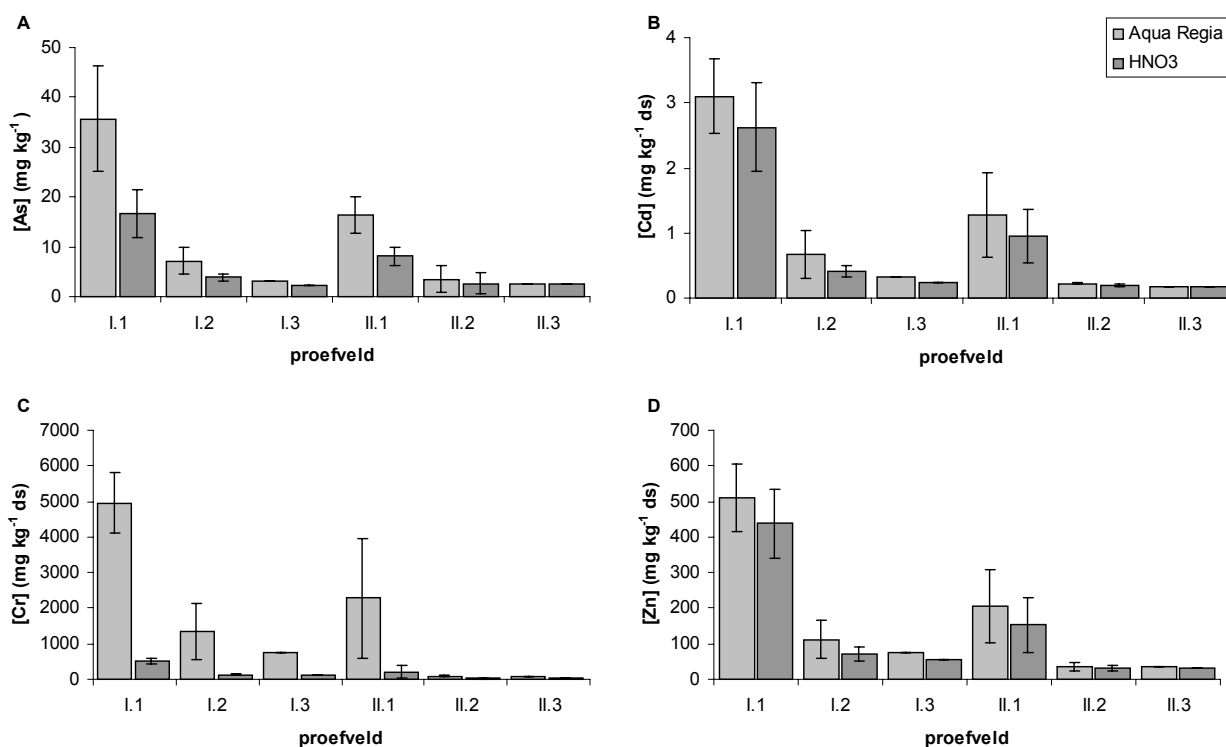 A
[As] (mg kg-1 )
50
40
30
20
10
0
I.1 I.2 I.3 II.1 II.2 II.3
proefveld
B
[Cd] (mg kg-1 ds)
4
3
2
1
0
I.1 I.2 I.3 II.1 II.2 II.3
proefveld
Aqua Regia
HNO3
C
[Cr] (mg kg-1 ds)
7000
6000
5000
4000
3000
2000
1000
0
I.1 I.2 I.3 II.1 II.2 II.3
proefveld
D
[Zn] (mg kg-1 ds)
700
600
500
400
300
200
100
0
I.1 I.2 I.3 II.1 II.2 II.3
proefveld